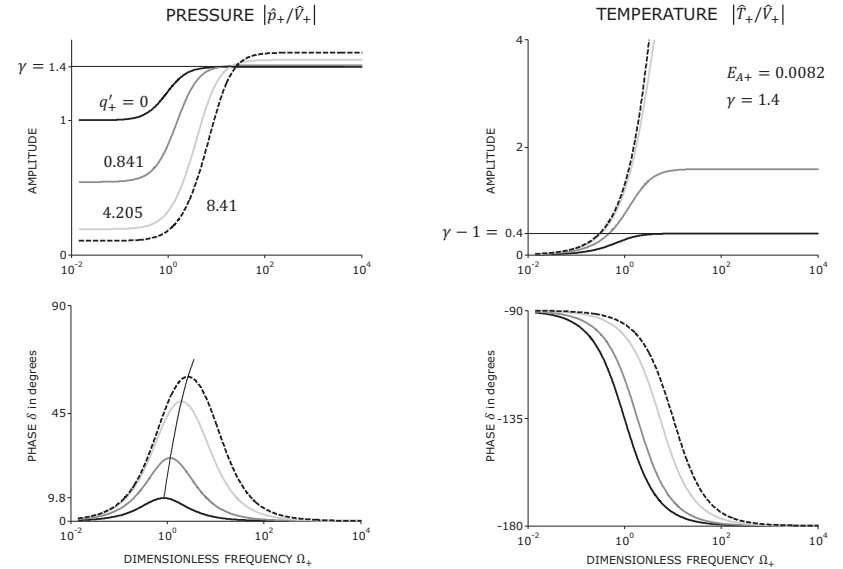 PRESSURE |p̂₊/V̂₊|
γ = 1.4
q′₊ = 0
1
0.841
4.205
8.41
0
AMPLITUDE
10⁻² 10⁰ 10² 10⁴
TEMPERATURE |T̂₊/V̂₊|
4
E_A₊ = 0.0082
γ = 1.4
2
γ − 1 = 0.4
0
AMPLITUDE
10⁻² 10⁰ 10² 10⁴
90
45
9.8
0
PHASE δ in degrees
10⁻² 10⁰ 10² 10⁴
DIMENSIONLESS FREQUENCY Ω₊
-90
-135
-180
PHASE δ in degrees
10⁻² 10⁰ 10² 10⁴
DIMENSIONLESS FREQUENCY Ω₊